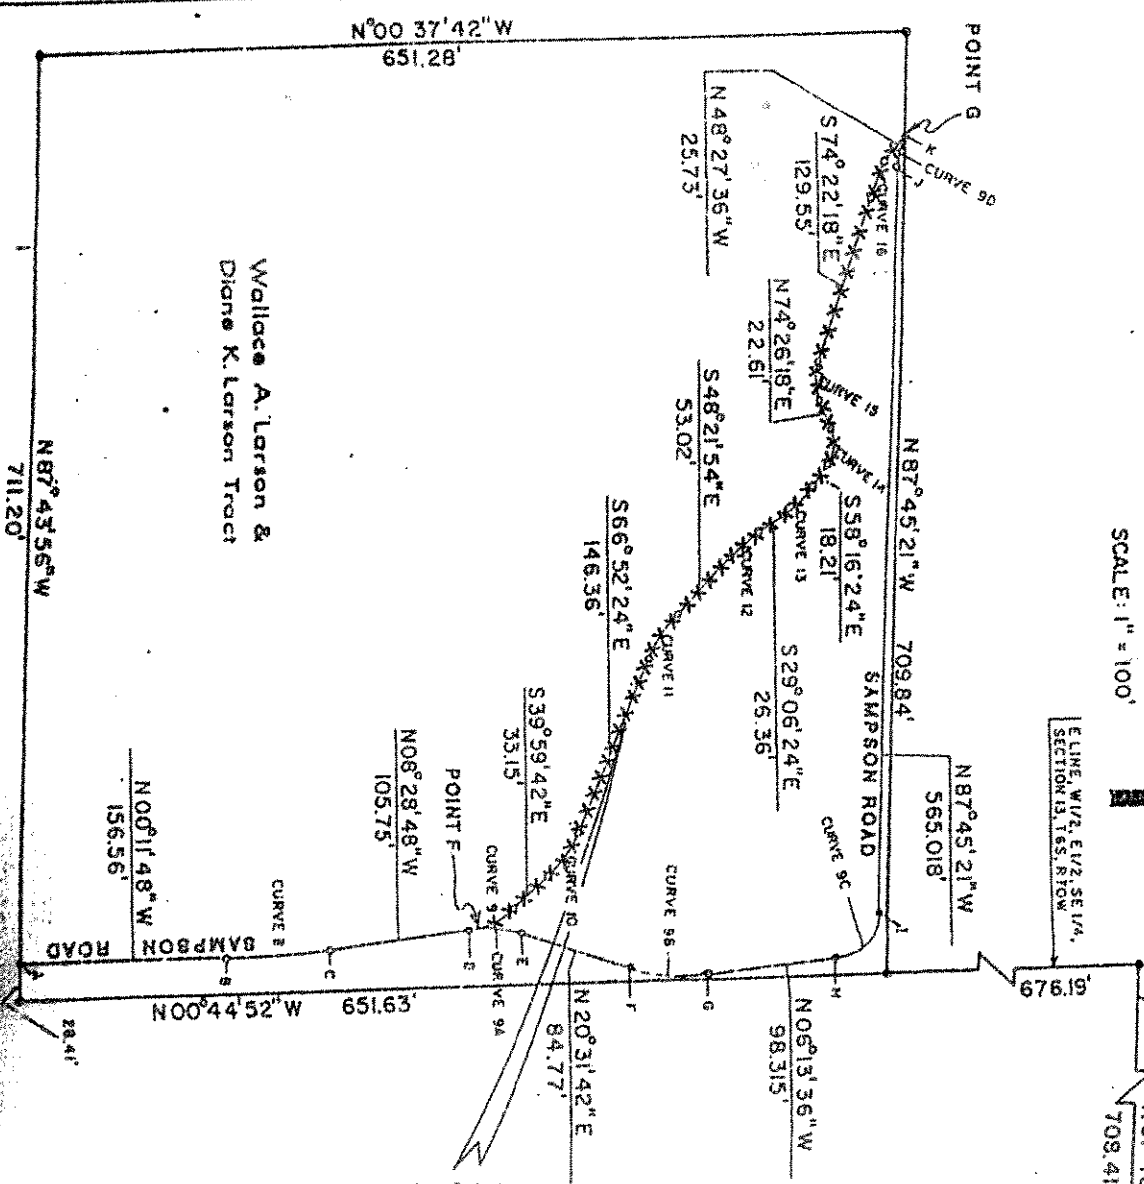 N°00 37'42"W
651.28'
POINT G
K
CURVE 9D
J
CURVE 16
N48°27'36"W
25.73'
S74°22'18"E
129.55'
N74°26'18"E
22.61'
CURVE 15
CURVE 14
S48°21'54"E
53.02'
S58°16'24"E
18.21'
CURVE 13
CURVE 12
N87°45'21"W 709.84'
SAMPSON ROAD
SCALE: 1" = 100'
E LINE, W1/2, E1/2, SE 1/4,
SECTION 13, T6S, R70W
Wallace A. Larson &
Diane K. Larson Tract
N87°43'56"W
711.20'
S66°52'24"E
146.36'
CURVE 11
S29°06'24"E
26.36'
N87°45'21"W
565.018'
S39°59'42"E
33.15'
N08°28'48"W
105.75'
POINT F
CURVE 9
CURVE 10
CURVE 9B
CURVE 9C
I
N00°11'48"W
156.56'
CURVE 8
SAMPSON ROAD
A
B
C
D
E
F
G
H
CURVE 9A
N00°44'52"W 651.63'
28.41'
N20°31'42"E
84.77'
N06°13'36"W
98.315'
676.19'